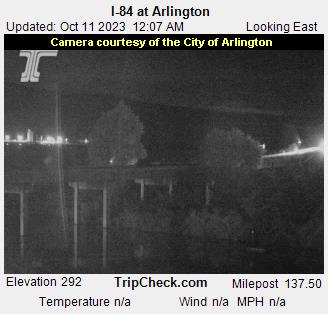 I-84 at Arlington
Updated: Oct 11 2023 12:07 AM Looking East
Camera courtesy of the City of Arlington
Elevation 292 TripCheck.com Milepost 137.50
Temperature n/a Wind n/a MPH n/a